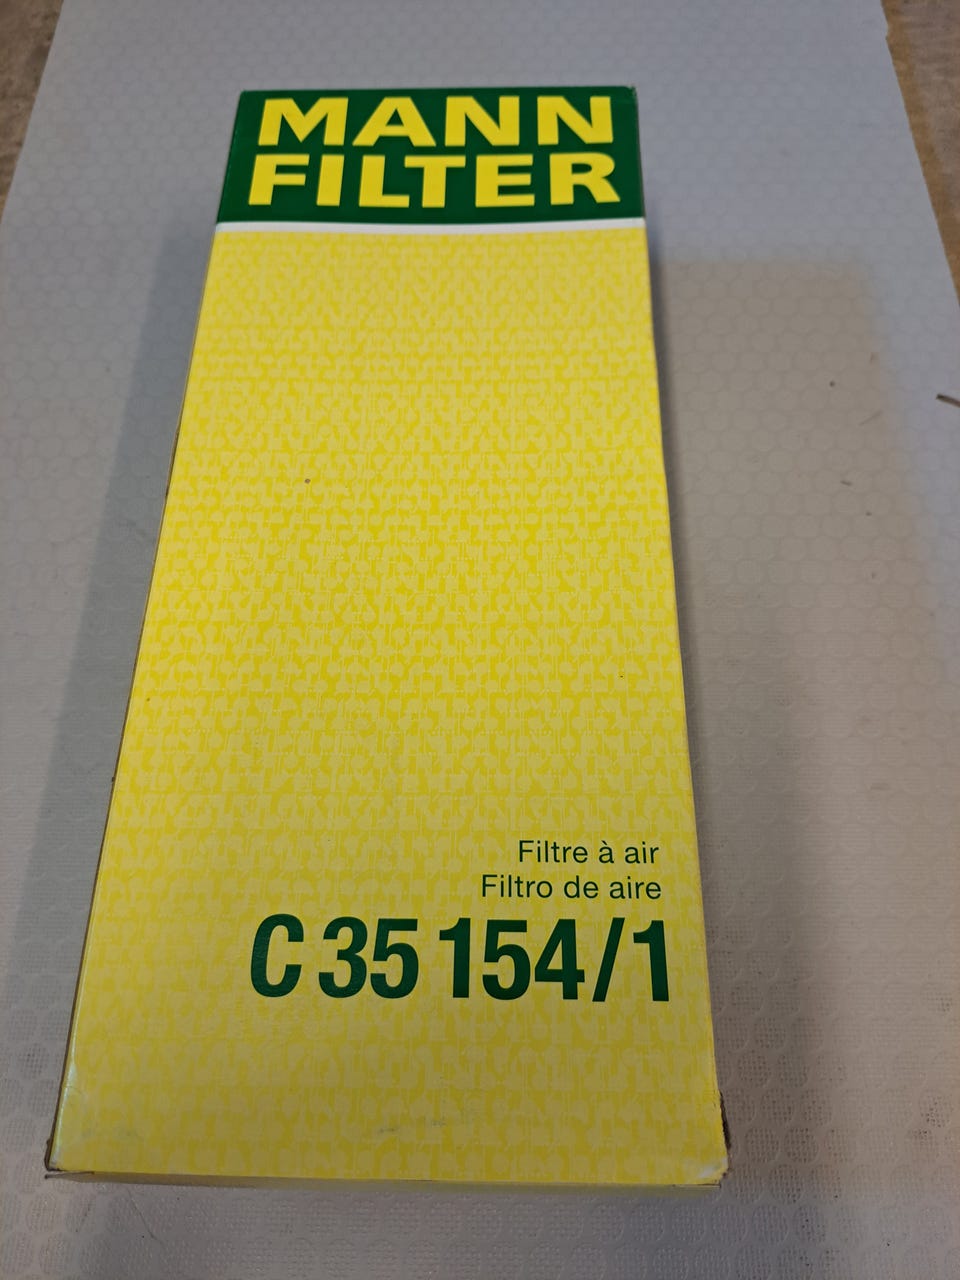 MANN
FILTER
Filtre à air
Filtro de aire
C 35 154/1